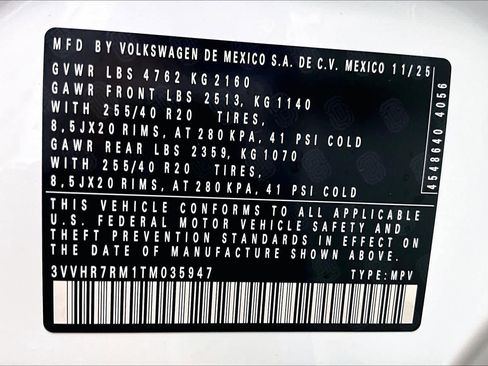 MFD BY VOLKSWAGEN DE MEXICO S.A. DE C.V. MEXICO 11/25
GVWR LBS 4762 KG 2160
GAWR FRONT LBS 2513, KG 1140
WITH 255/40 R20 TIRES,
8,5JX20 RIMS, AT 280 KPA, 41 PSI COLD
GAWR REAR LBS 2359, KG 1070
WITH 255/40 R20 TIRES,
8,5JX20 RIMS, AT 280 KPA, 41 PSI COLD
4548640 4056
THIS VEHICLE CONFORMS TO ALL APPLICABLE
U.S. FEDERAL MOTOR VEHICLE SAFETY AND
THEFT PREVENTION STANDARDS IN EFFECT ON
THE DATE OF MANUFACTURE SHOWN ABOVE.
3VVHR7RM1TM035947 TYPE: MPV